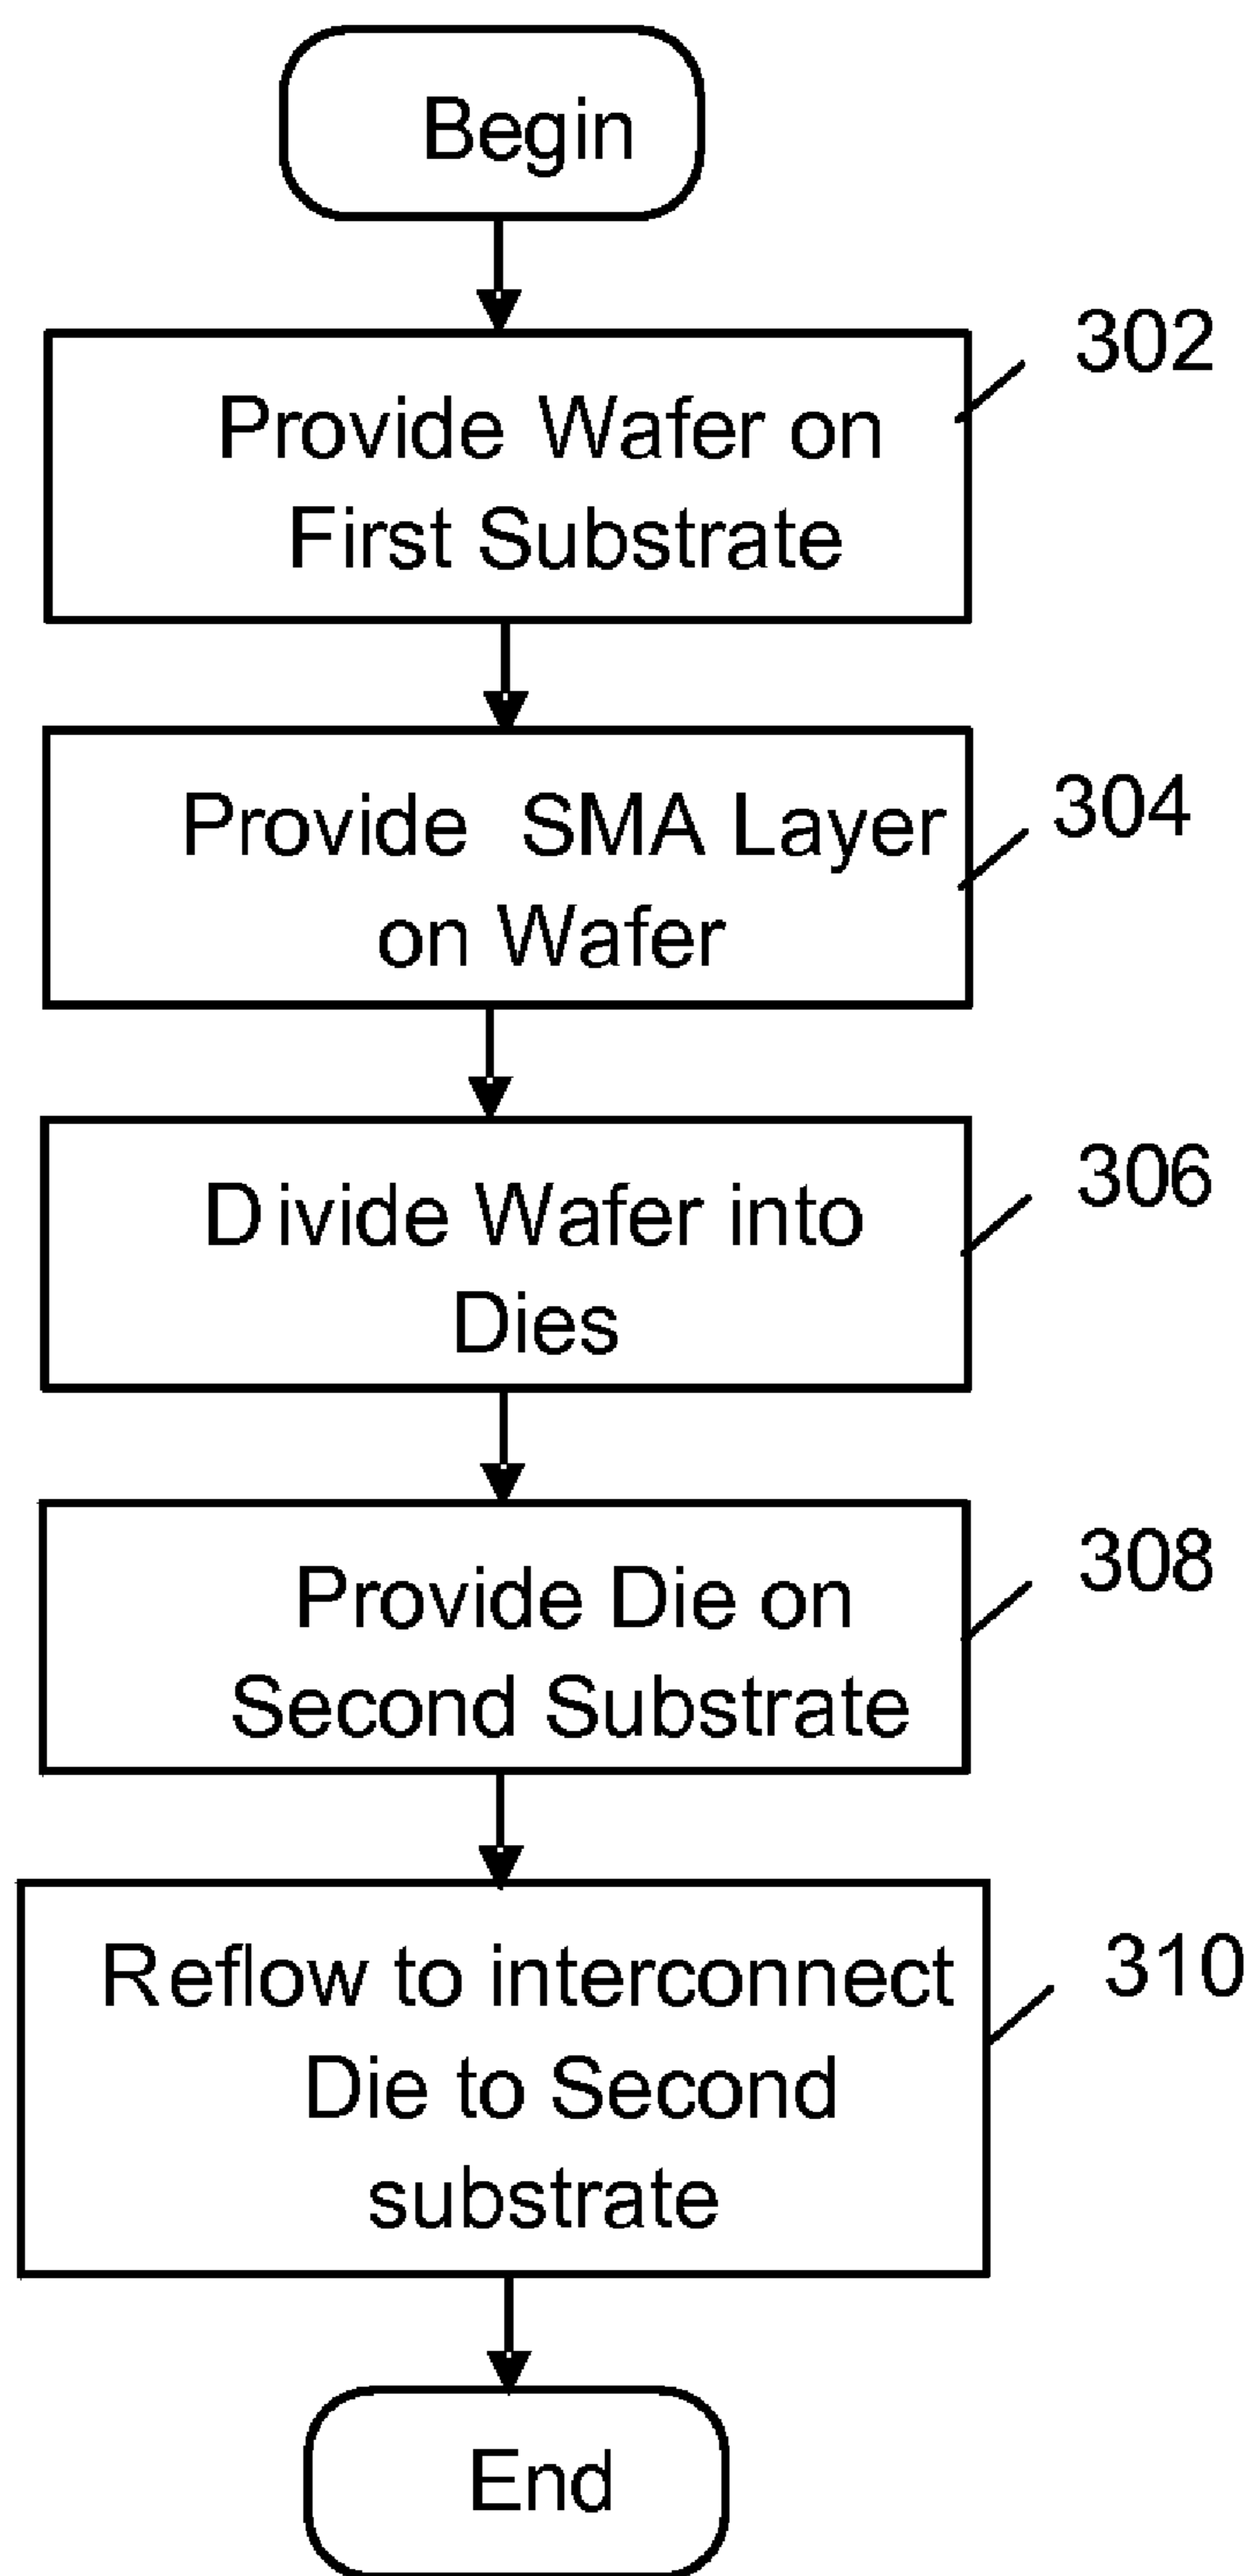 Begin
302
Provide Wafer on
First Substrate
304
Provide SMA Layer
on Wafer
306
Divide Wafer into
Dies
308
Provide Die on
Second Substrate
310
Reflow to interconnect
Die to Second
substrate
End